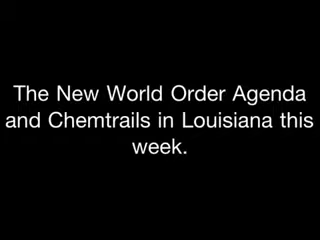 The New World Order Agenda
and Chemtrails in Louisiana this
week.